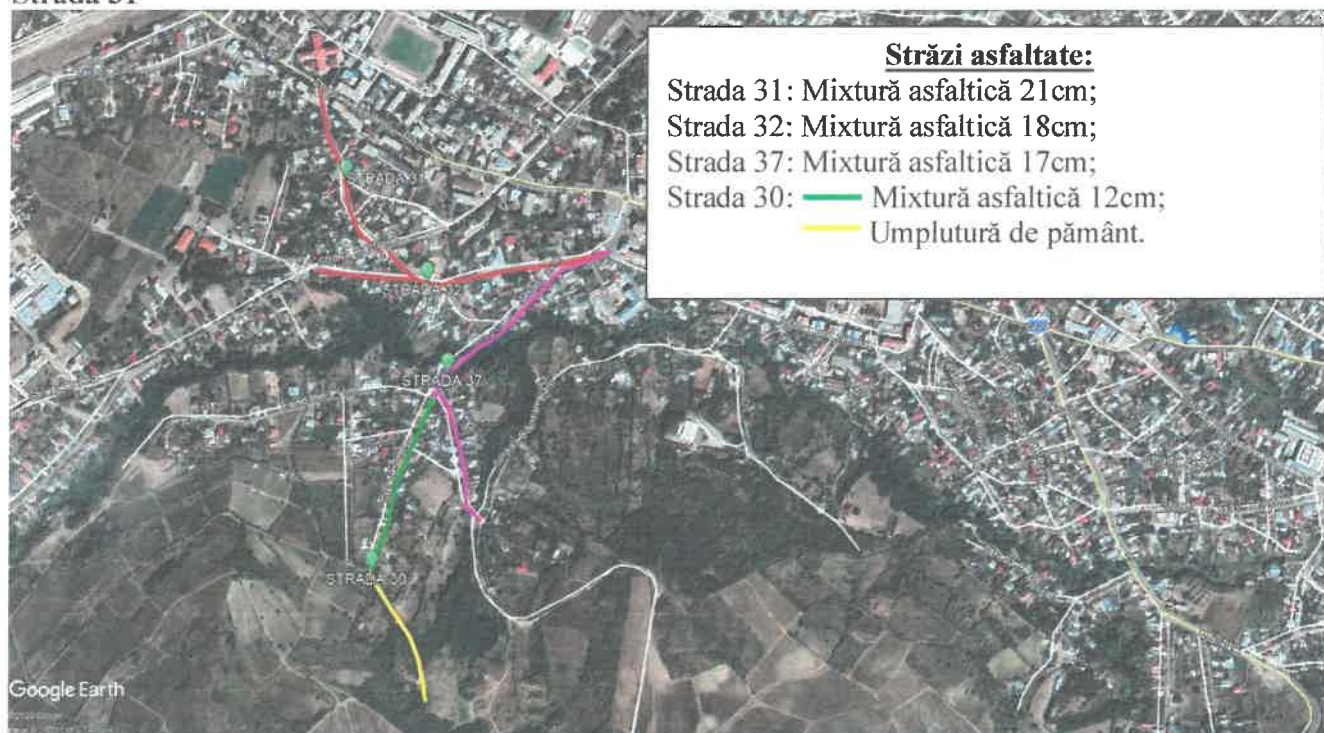 Strada 31
Străzi asfaltate:
Strada 31: Mixtură asfaltică 21cm;
Strada 32: Mixtură asfaltică 18cm;
Strada 37: Mixtură asfaltică 17cm;
Strada 30: Mixtură asfaltică 12cm;
Umplutură de pământ.
STRADA 31
STRADA 37
STRADA 30
Google Earth